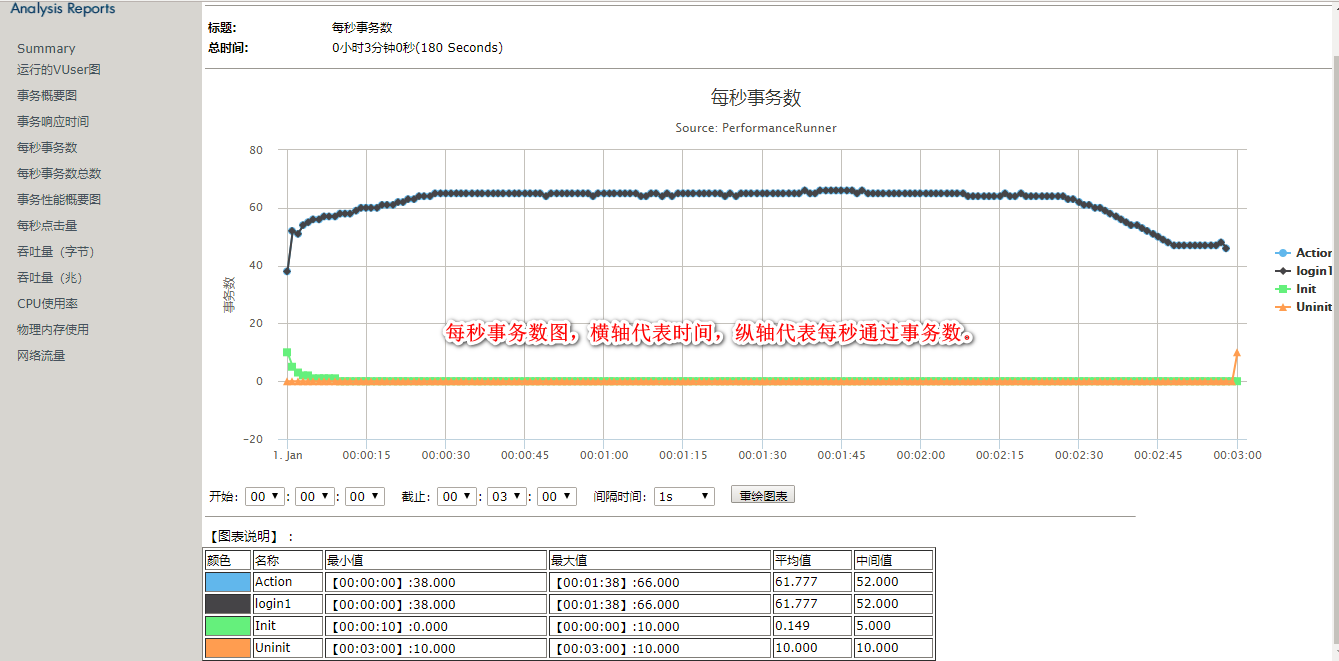 Analysis Reports
Summary
运行的VUser图
事务概要图
事务响应时间
每秒事务数
每秒事务数总数
事务性能概要图
每秒点击量
吞吐量（字节）
吞吐量（兆）
CPU使用率
物理内存使用
网络流量
标题: 每秒事务数
总时间: 0小时3分钟0秒(180 Seconds)
每秒事务数
Source: PerformanceRunner
80
60
40
20
0
-20
事务数
每秒事务数图，横轴代表时间，纵轴代表每秒通过事务数。
Action
login1
Init
Uninit
1. Jan 00:00:15 00:00:30 00:00:45 00:01:00 00:01:15 00:01:30 00:01:45 00:02:00 00:02:15 00:02:30 00:02:45 00:03:00
开始: 00 : 00 : 00 截止: 00 : 03 : 00 间隔时间: 1s 重绘图表
【图表说明】：
颜色 名称 最小值 最大值 平均值 中间值
Action 【00:00:00】:38.000 【00:01:38】:66.000 61.777 52.000
login1 【00:00:00】:38.000 【00:01:38】:66.000 61.777 52.000
Init 【00:00:10】:0.000 【00:00:00】:10.000 0.149 5.000
Uninit 【00:03:00】:10.000 【00:03:00】:10.000 10.000 10.000